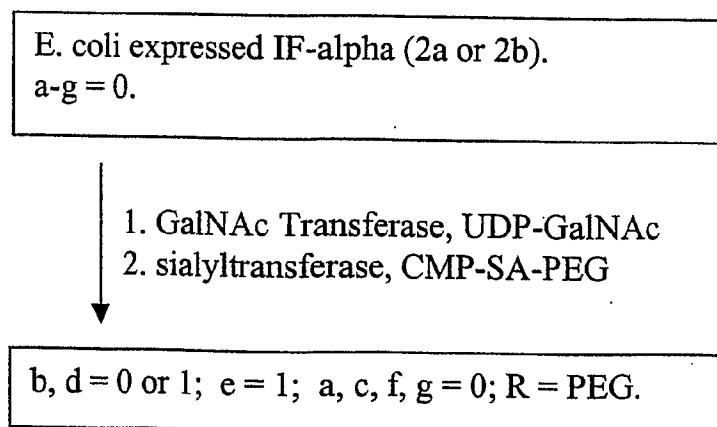 E. coli expressed IF-alpha (2a or 2b).
a-g = 0.
1. GalNAc Transferase, UDP-GalNAc
2. sialyltransferase, CMP-SA-PEG
b, d = 0 or 1; e = 1; a, c, f, g = 0; R = PEG.